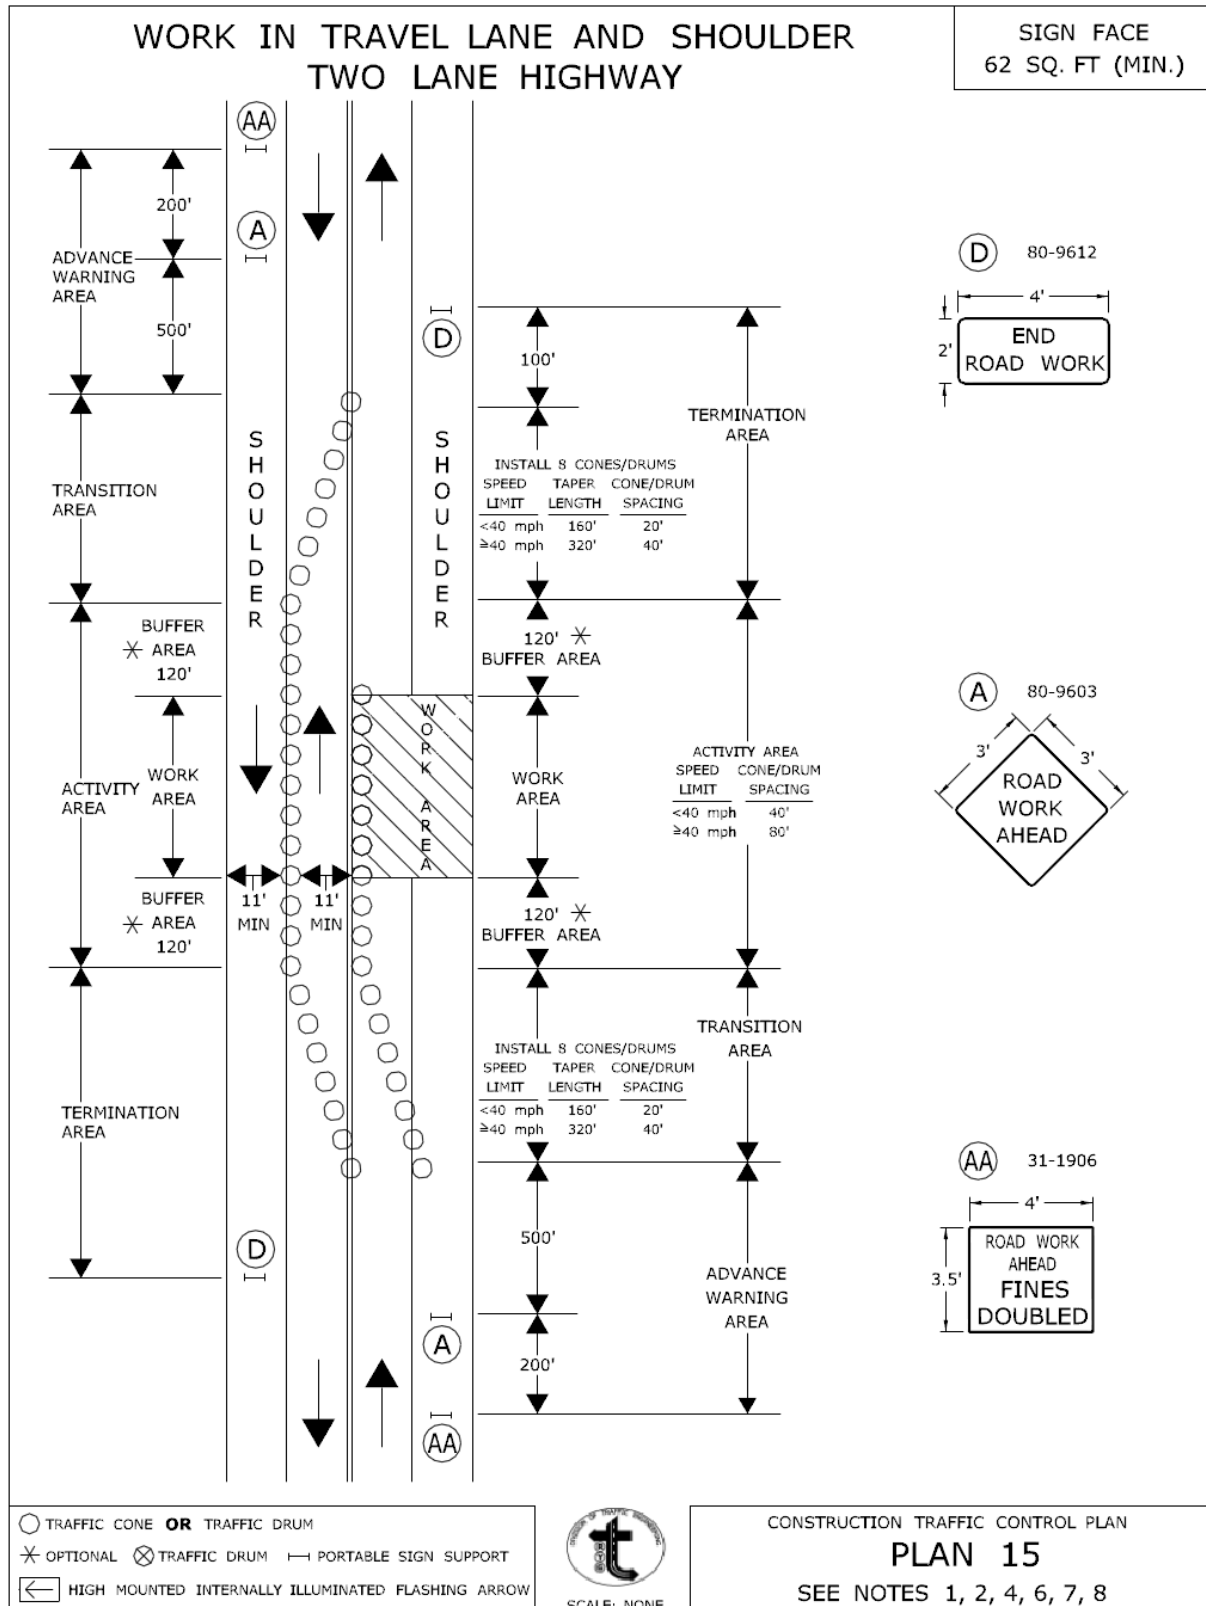 WORK IN TRAVEL LANE AND SHOULDER
TWO LANE HIGHWAY
SIGN FACE
62 SQ. FT (MIN.)
AA
200'
A
ADVANCE
WARNING
AREA
500'
D
100'
TERMINATION
AREA
SHOULDER
SHOULDER
TRANSITION
AREA
INSTALL 8 CONES/DRUMS
SPEED TAPER CONE/DRUM
LIMIT LENGTH SPACING
<40 mph 160' 20'
≧40 mph 320' 40'
BUFFER
* AREA
120'
120' *
BUFFER AREA
WORK AREA
WORK
AREA
ACTIVITY
AREA
WORK
AREA
ACTIVITY AREA
SPEED CONE/DRUM
LIMIT SPACING
<40 mph 40'
≧40 mph 80'
BUFFER
* AREA
120'
11'
MIN
11'
MIN
120' *
BUFFER AREA
TRANSITION
AREA
INSTALL 8 CONES/DRUMS
SPEED TAPER CONE/DRUM
LIMIT LENGTH SPACING
<40 mph 160' 20'
≧40 mph 320' 40'
TERMINATION
AREA
D
500'
ADVANCE
WARNING
AREA
A
200'
AA
D 80-9612
4'
2'
END
ROAD WORK
A 80-9603
3'
3'
ROAD
WORK
AHEAD
AA 31-1906
4'
3.5'
ROAD WORK
AHEAD
FINES
DOUBLED
TRAFFIC CONE OR TRAFFIC DRUM
* OPTIONAL TRAFFIC DRUM PORTABLE SIGN SUPPORT
HIGH MOUNTED INTERNALLY ILLUMINATED FLASHING ARROW
DIVISION OF TRAFFIC ENGINEERING
t
SCALE: NONE
CONSTRUCTION TRAFFIC CONTROL PLAN
PLAN 15
SEE NOTES 1, 2, 4, 6, 7, 8